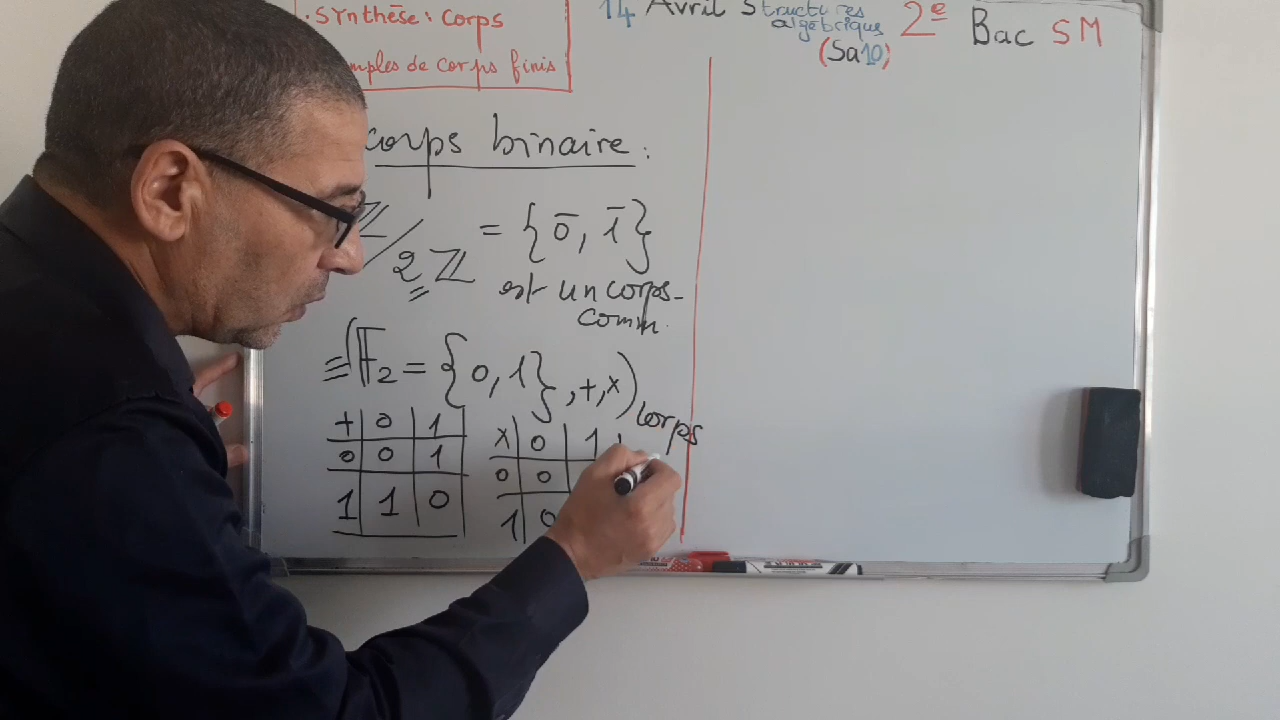 . Synthèse : Corps
mples de corps finis
14 Avril Structures
algébriques
(Sa10)
2e Bac SM
corps binaire :
ℤ/2ℤ = {0̄, 1̄}
est un corps
comm.
= (𝔽₂ = {0, 1}, +, ×)
corps
+ 0 1
0 0 1
1 1 0
× 0 1
0 0
1 0